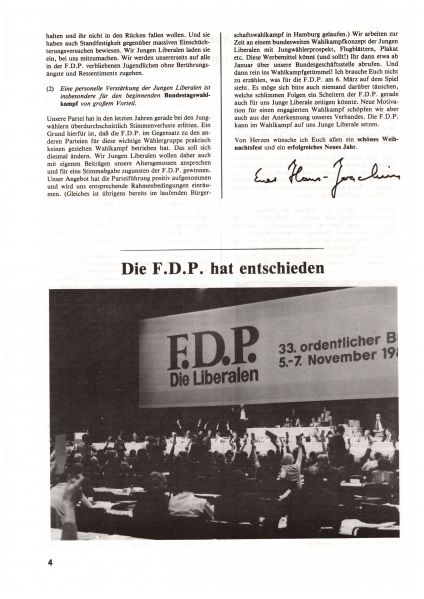 halten und ihr nicht in den Rücken fallen wollen. Und sie
haben auch Standfestigkeit gegenüber massiven Einschüch-
terungsversuchen bewiesen. Wir Jungen Liberalen laden sie
ein, bei uns mitzumachen. Wir werden unsererseits auf alle
in der F.D.P. verbliebenen Jugendlichen ohne Berührungs-
ängste und Ressentiments zugehen.
(2) Eine personelle Verstärkung der Jungen Liberalen ist
insbesondere für den beginnenden Bundestagswahl-
kampf von großem Vorteil.
Unsere Partei hat in den letzten Jahren gerade bei den Jung-
wählern überdurchschnittlich Stimmenverluste erlitten. Ein
Grund hierfür ist, daß die F.D.P. im Gegensatz zu den an-
deren Parteien für diese wichtige Wählergruppe praktisch
keinen gezielten Wahlkampf betrieben hat. Das soll sich
diesmal ändern. Wir Jungen Liberalen wollen daher auch
mit eigenen Beiträgen unsere Altersgenossen ansprechen
und für eine Stimmabgabe zugunsten der F.D.P. gewinnen.
Unser Angebot hat die Parteiführung positiv aufgenommen
und wird uns entsprechende Rahmenbedingungen einräu-
men. (Gleiches ist übrigens bereits im laufenden Bürger-
schaftswahlkampf in Hamburg gelaufen.) Wir arbeiten zur
Zeit an einem bundesweiten Wahlkampfkonzept der Jungen
Liberalen mit Jungwählerprospekt, Flugblättern, Plakat
etc. Diese Werbemittel könnt (und sollt!) Ihr dann etwa ab
Januar über unsere Bundesgeschäftsstelle abrufen. Und
dann rein ins Wahlkampfgetümmel! Ich brauche Euch nicht
zu erzählen, was für die F.D.P. am 6. März auf dem Spiel
steht. Es möge sich bitte auch niemand darüber täuschen,
welche schlimmen Folgen ein Scheitern der F.D.P. gerade
auch für uns Junge Liberale zeitigen könnte. Neue Motiva-
tion für einen engagierten Wahlkampf schöpfen wir aber
auch aus der Anerkennung unseres Verbandes. Die F.D.P.
kann im Wahlkampf auf uns Junge Liberale setzen.
Von Herzen wünsche ich Euch allen ein schönes Weih-
nachtsfest und ein erfolgreiches Neues Jahr.
Euer Hans-Joachim
Die F.D.P. hat entschieden
F.D.P.
Die Liberalen
33. ordentlicher B
5.-7. November 198
4